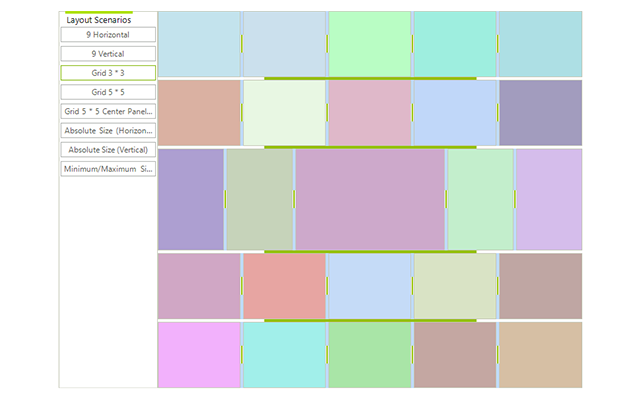 Layout Scenarios
9 Horizontal
9 Vertical
Grid 3 * 3
Grid 5 * 5
Grid 5 * 5 Center Panel...
Absolute Size (Horizon...
Absolute Size (Vertical)
Minimum/Maximum Si...